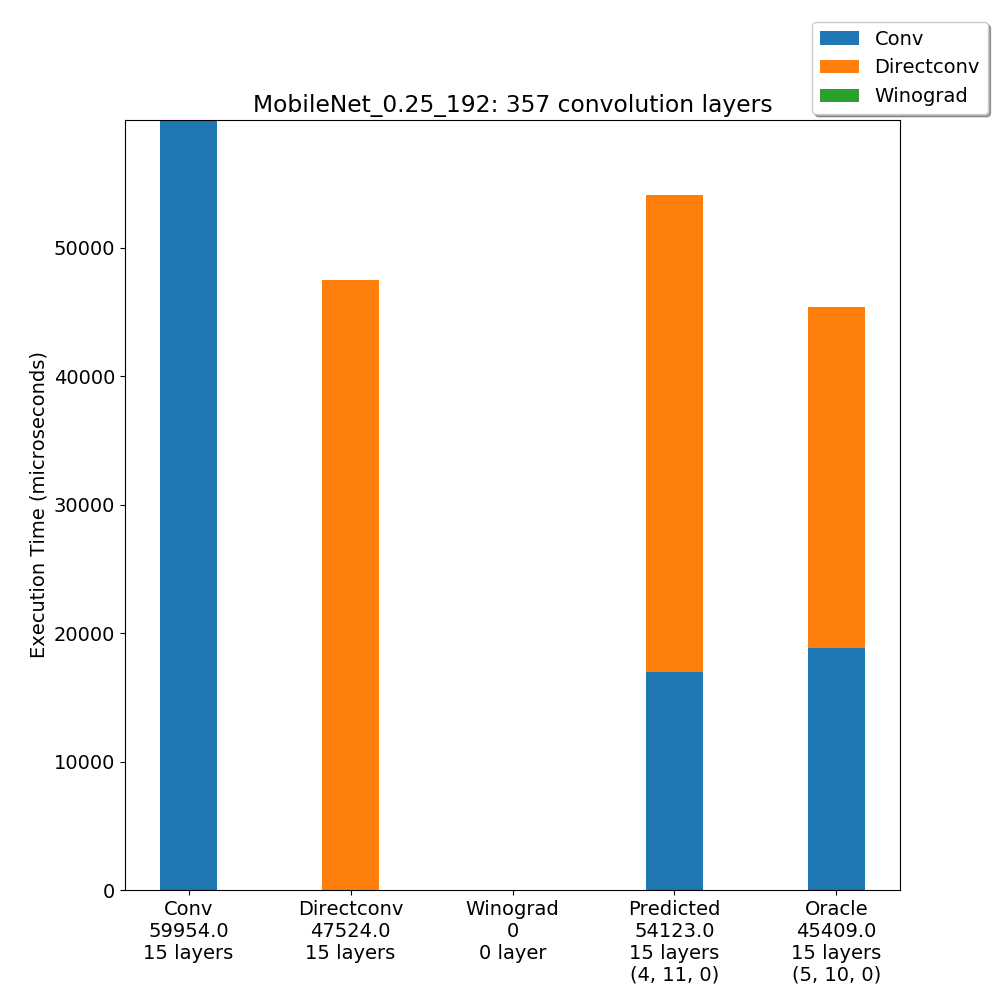 Conv
Directconv
Winograd
MobileNet_0.25_192: 357 convolution layers
Execution Time (microseconds)
50000
40000
30000
20000
10000
0
Conv
59954.0
15 layers
Directconv
47524.0
15 layers
Winograd
0
0 layer
Predicted
54123.0
15 layers
(4, 11, 0)
Oracle
45409.0
15 layers
(5, 10, 0)